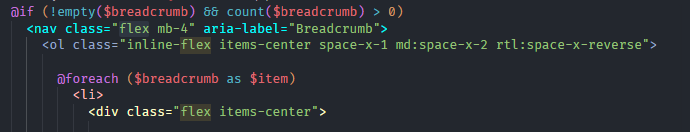 @if (!empty($breadcrumb) && count($breadcrumb) > 0)
<nav class="flex mb-4" aria-label="Breadcrumb">
<ol class="inline-flex items-center space-x-1 md:space-x-2 rtl:space-x-reverse">
@foreach ($breadcrumb as $item)
<li>
<div class="flex items-center">